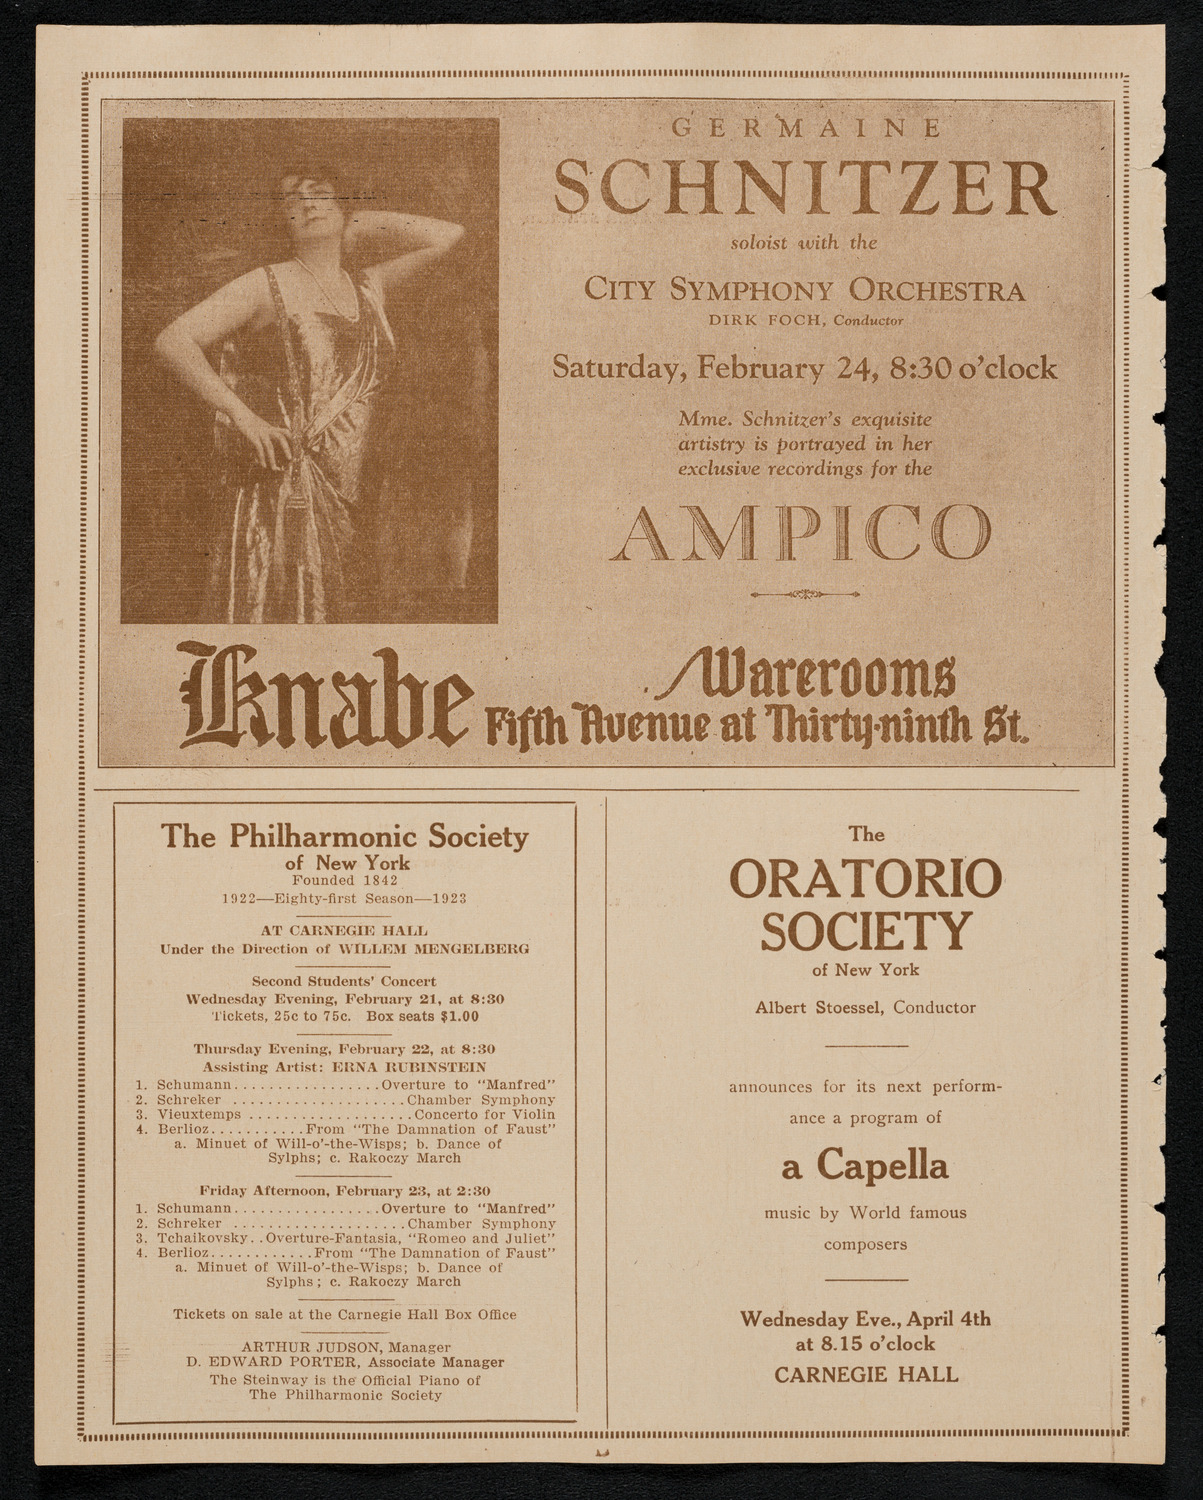 GERMAINE
SCHNITZER
soloist with the
CITY SYMPHONY ORCHESTRA
DIRK FOCH, Conductor
Saturday, February 24, 8:30 o'clock
Mme. Schnitzer's exquisite
artistry is portrayed in her
exclusive recordings for the
AMPICO
Knabe Warerooms
Fifth Avenue at Thirty-ninth St.
The Philharmonic Society
of New York
Founded 1842
1922—Eighty-first Season—1923
AT CARNEGIE HALL
Under the Direction of WILLEM MENGELBERG
Second Students' Concert
Wednesday Evening, February 21, at 8:30
Tickets, 25c to 75c. Box seats $1.00
Thursday Evening, February 22, at 8:30
Assisting Artist: ERNA RUBINSTEIN
1. Schumann.................Overture to "Manfred"
2. Schreker ....................Chamber Symphony
3. Vieuxtemps ...................Concerto for Violin
4. Berlioz...........From "The Damnation of Faust"
a. Minuet of Will-o'-the-Wisps; b. Dance of
Sylphs; c. Rakoczy March
Friday Afternoon, February 23, at 2:30
1. Schumann.................Overture to "Manfred"
2. Schreker ....................Chamber Symphony
3. Tchaikovsky..Overture-Fantasia, "Romeo and Juliet"
4. Berlioz............From "The Damnation of Faust"
a. Minuet of Will-o'-the-Wisps; b. Dance of
Sylphs; c. Rakoczy March
Tickets on sale at the Carnegie Hall Box Office
ARTHUR JUDSON, Manager
D. EDWARD PORTER, Associate Manager
The Steinway is the Official Piano of
The Philharmonic Society
The
ORATORIO
SOCIETY
of New York
Albert Stoessel, Conductor
announces for its next perform-
ance a program of
a Capella
music by World famous
composers
Wednesday Eve., April 4th
at 8.15 o'clock
CARNEGIE HALL